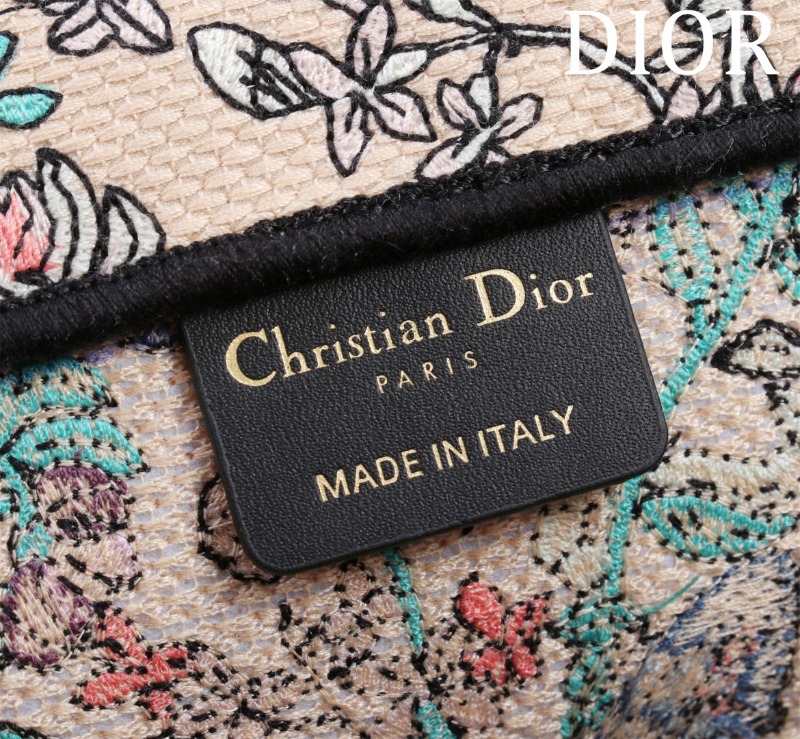 DIOR
Christian Dior
PARIS
MADE IN ITALY